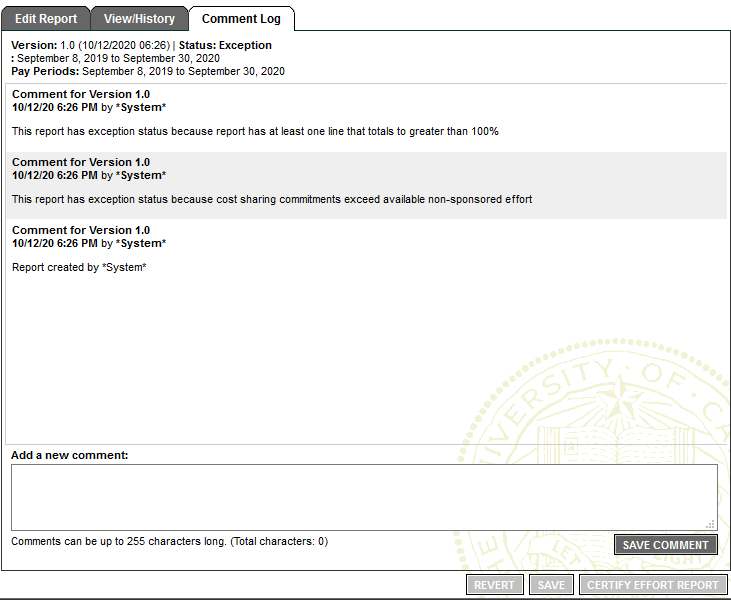 Edit Report View/History Comment Log
Version: 1.0 (10/12/2020 06:26) | Status: Exception
: September 8, 2019 to September 30, 2020
Pay Periods: September 8, 2019 to September 30, 2020
Comment for Version 1.0
10/12/20 6:26 PM by *System*
This report has exception status because report has at least one line that totals to greater than 100%
Comment for Version 1.0
10/12/20 6:26 PM by *System*
This report has exception status because cost sharing commitments exceed available non-sponsored effort
Comment for Version 1.0
10/12/20 6:26 PM by *System*
Report created by *System*
Add a new comment:
Comments can be up to 255 characters long. (Total characters: 0)
SAVE COMMENT
REVERT SAVE CERTIFY EFFORT REPORT